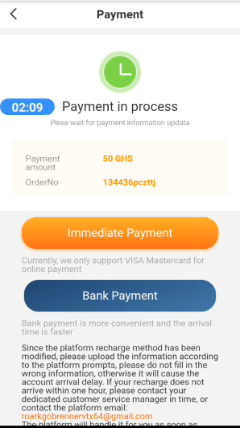 Payment
02:09
Payment in process
Plese wait for payment information updata
Payment
amount
50 GHS
OrderNo
134436pczttj
Immediate Payment
Currently, we only support VISA Mastercard for
online payment
Bank Payment
Bank payment is more convenient and the arrival
time is faster
Since the platform recharge method has been
modified, please upload the information according
to the platform prompts, please do not fill in the
wrong information, otherwise it will cause the
account arrival delay. If your recharge does not
arrive within one hour, please contact your
dedicated customer service manager in time, or
contact the platform email:
roarkgobrennervtx64@gmail.com
The platform will handle it for you as soon as